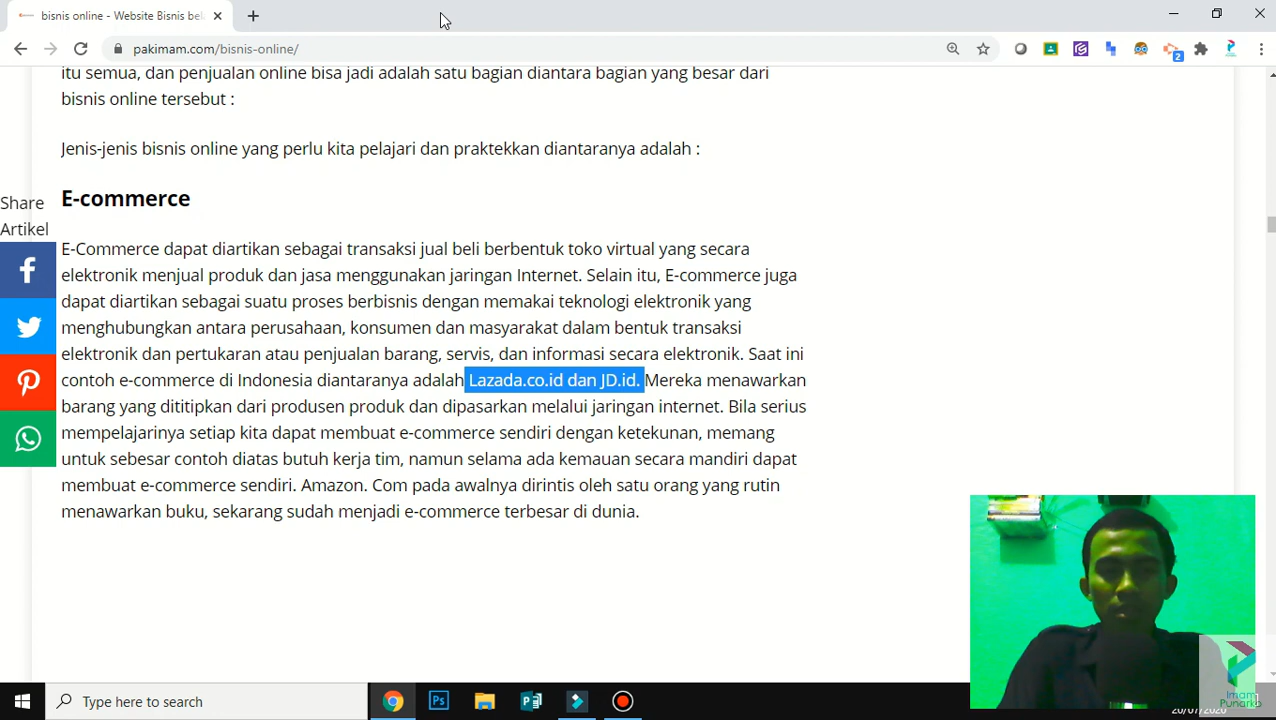 bisnis online - Website Bisnis bel
pakimam.com/bisnis-online/
2
itu semua, dan penjualan online bisa jadi adalah satu bagian diantara bagian yang besar dari
bisnis online tersebut :
Jenis-jenis bisnis online yang perlu kita pelajari dan praktekkan diantaranya adalah :
E-commerce
Share
Artikel
E-Commerce dapat diartikan sebagai transaksi jual beli berbentuk toko virtual yang secara
elektronik menjual produk dan jasa menggunakan jaringan Internet. Selain itu, E-commerce juga
dapat diartikan sebagai suatu proses berbisnis dengan memakai teknologi elektronik yang
menghubungkan antara perusahaan, konsumen dan masyarakat dalam bentuk transaksi
elektronik dan pertukaran atau penjualan barang, servis, dan informasi secara elektronik. Saat ini
contoh e-commerce di Indonesia diantaranya adalah Lazada.co.id dan JD.id. Mereka menawarkan
barang yang dititipkan dari produsen produk dan dipasarkan melalui jaringan internet. Bila serius
mempelajarinya setiap kita dapat membuat e-commerce sendiri dengan ketekunan, memang
untuk sebesar contoh diatas butuh kerja tim, namun selama ada kemauan secara mandiri dapat
membuat e-commerce sendiri. Amazon. Com pada awalnya dirintis oleh satu orang yang rutin
menawarkan buku, sekarang sudah menjadi e-commerce terbesar di dunia.
Imam
Punarko
Type here to search
Ps